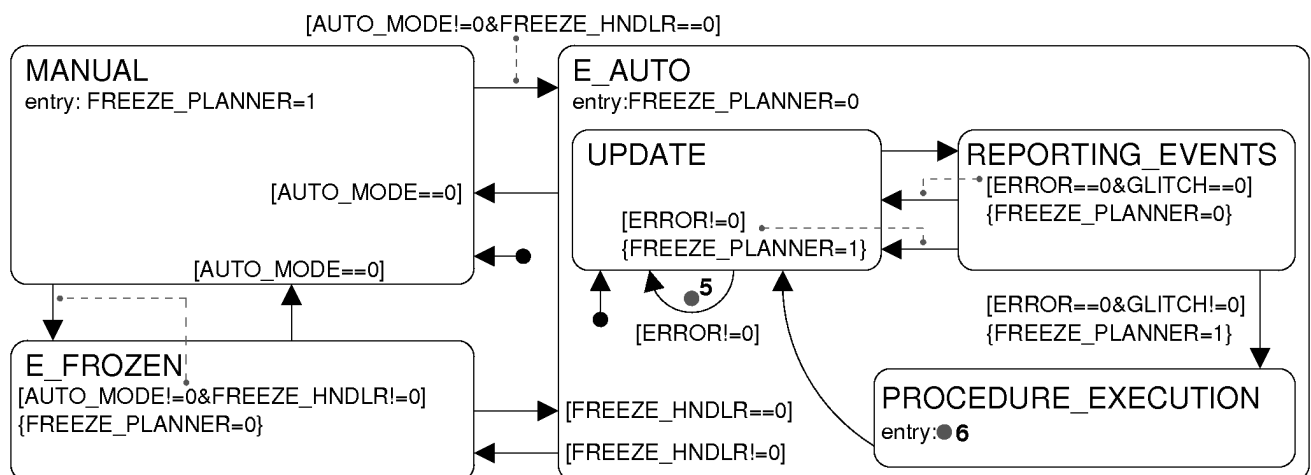 [AUTO_MODE!=0&FREEZE_HNDLR==0]
MANUAL
entry: FREEZE_PLANNER=1
E_AUTO
entry:FREEZE_PLANNER=0
UPDATE
REPORTING_EVENTS
[ERROR==0&GLITCH==0]
{FREEZE_PLANNER=0}
[AUTO_MODE==0]
[ERROR!=0]
{FREEZE_PLANNER=1}
[AUTO_MODE==0]
5
[ERROR!=0]
[ERROR==0&GLITCH!=0]
{FREEZE_PLANNER=1}
E_FROZEN
[AUTO_MODE!=0&FREEZE_HNDLR!=0]
{FREEZE_PLANNER=0}
[FREEZE_HNDLR==0]
[FREEZE_HNDLR!=0]
PROCEDURE_EXECUTION
entry: 6